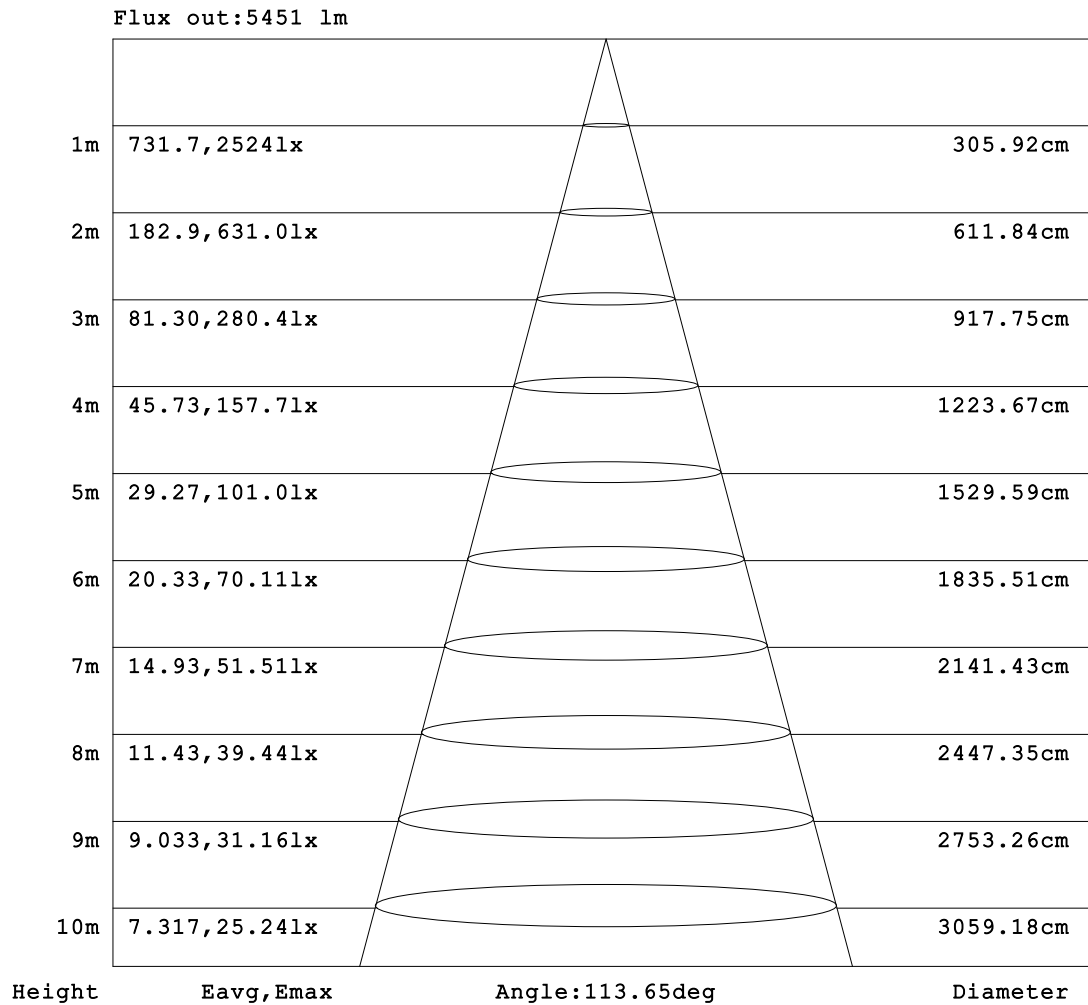 Flux out:5451 lm
1m 731.7,2524lx 305.92cm
2m 182.9,631.0lx 611.84cm
3m 81.30,280.4lx 917.75cm
4m 45.73,157.7lx 1223.67cm
5m 29.27,101.0lx 1529.59cm
6m 20.33,70.11lx 1835.51cm
7m 14.93,51.51lx 2141.43cm
8m 11.43,39.44lx 2447.35cm
9m 9.033,31.16lx 2753.26cm
10m 7.317,25.24lx 3059.18cm
Height Eavg,Emax Angle:113.65deg Diameter